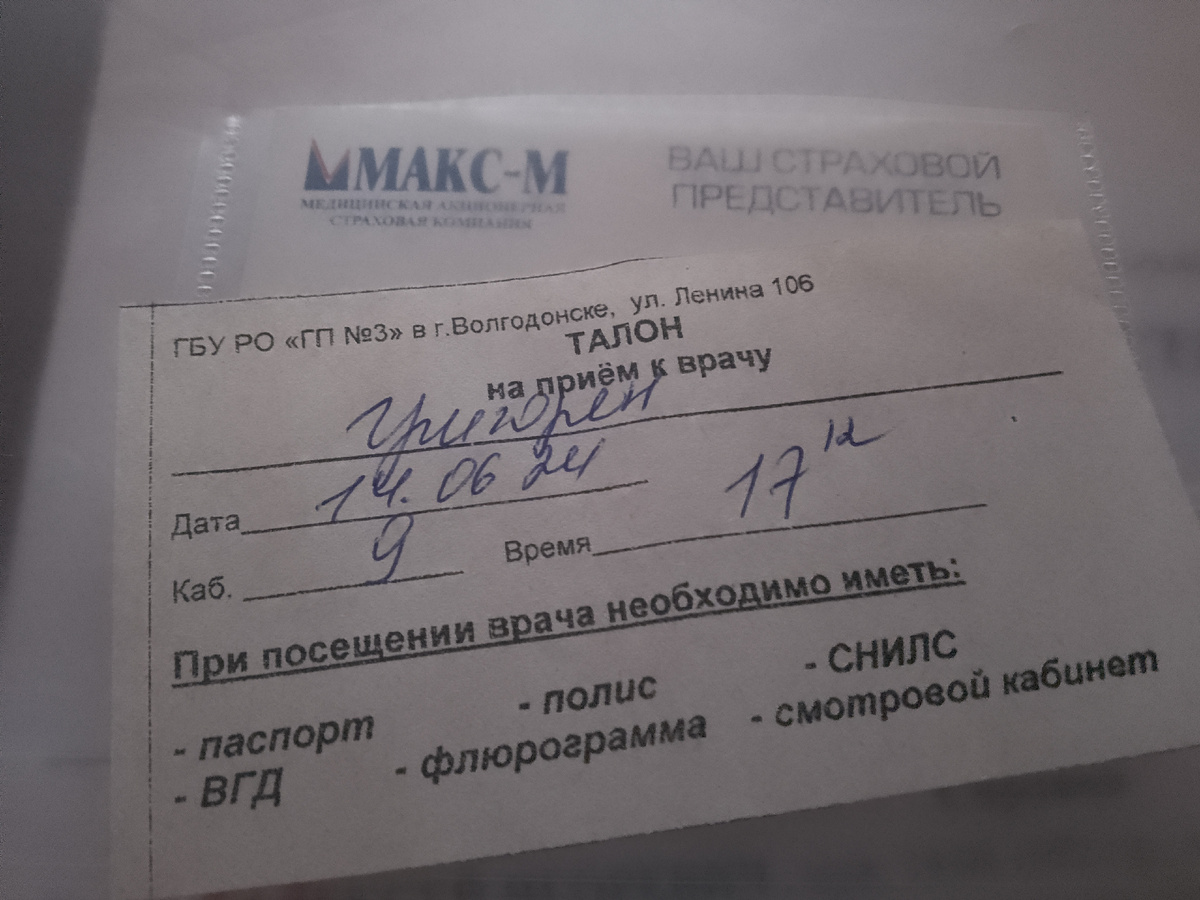 МАКС-М
МЕДИЦИНСКАЯ АКЦИОНЕРНАЯ
СТРАХОВАЯ КОМПАНИЯ
ВАШ СТРАХОВОЙ
ПРЕДСТАВИТЕЛЬ
ГБУ РО «ГП №3» в г.Волгодонске, ул. Ленина 106
ТАЛОН
на приём к врачу
Григорен
Дата 14.06 24
Каб. 9 Время 17 12
При посещении врача необходимо иметь:
- паспорт - полис - СНИЛС
- ВГД - флюрограмма - смотровой кабинет